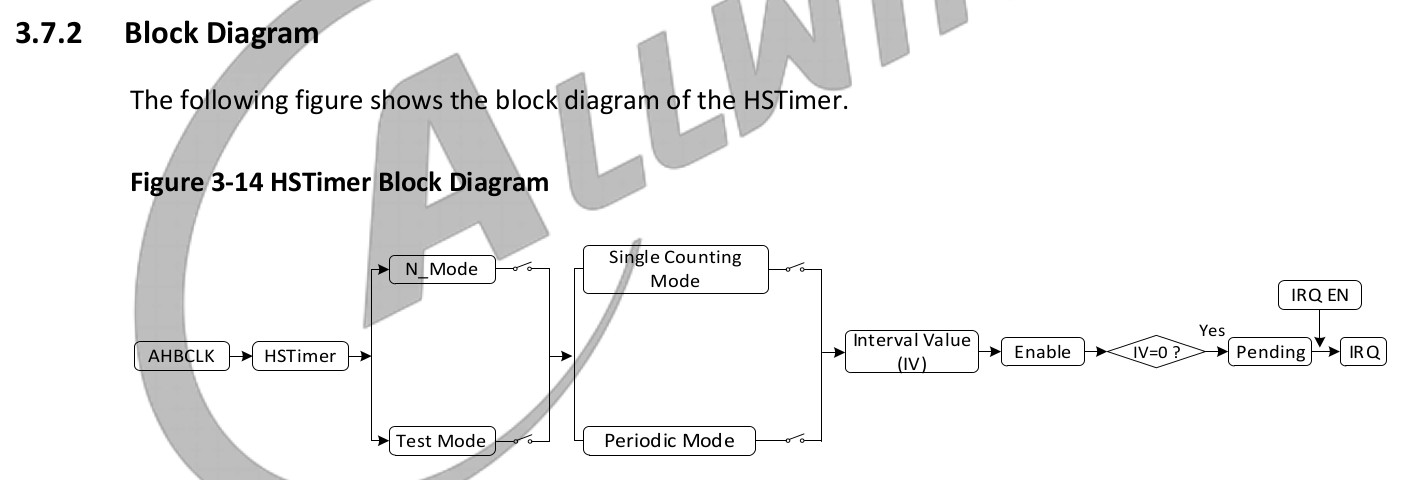 3.7.2 Block Diagram
The following figure shows the block diagram of the HSTimer.
Figure 3-14 HSTimer Block Diagram
AHBCLK
HSTimer
N_Mode
Test Mode
Single Counting
Mode
Periodic Mode
Interval Value
(IV)
Enable
IV=0 ?
Yes
Pending
IRQ EN
IRQ